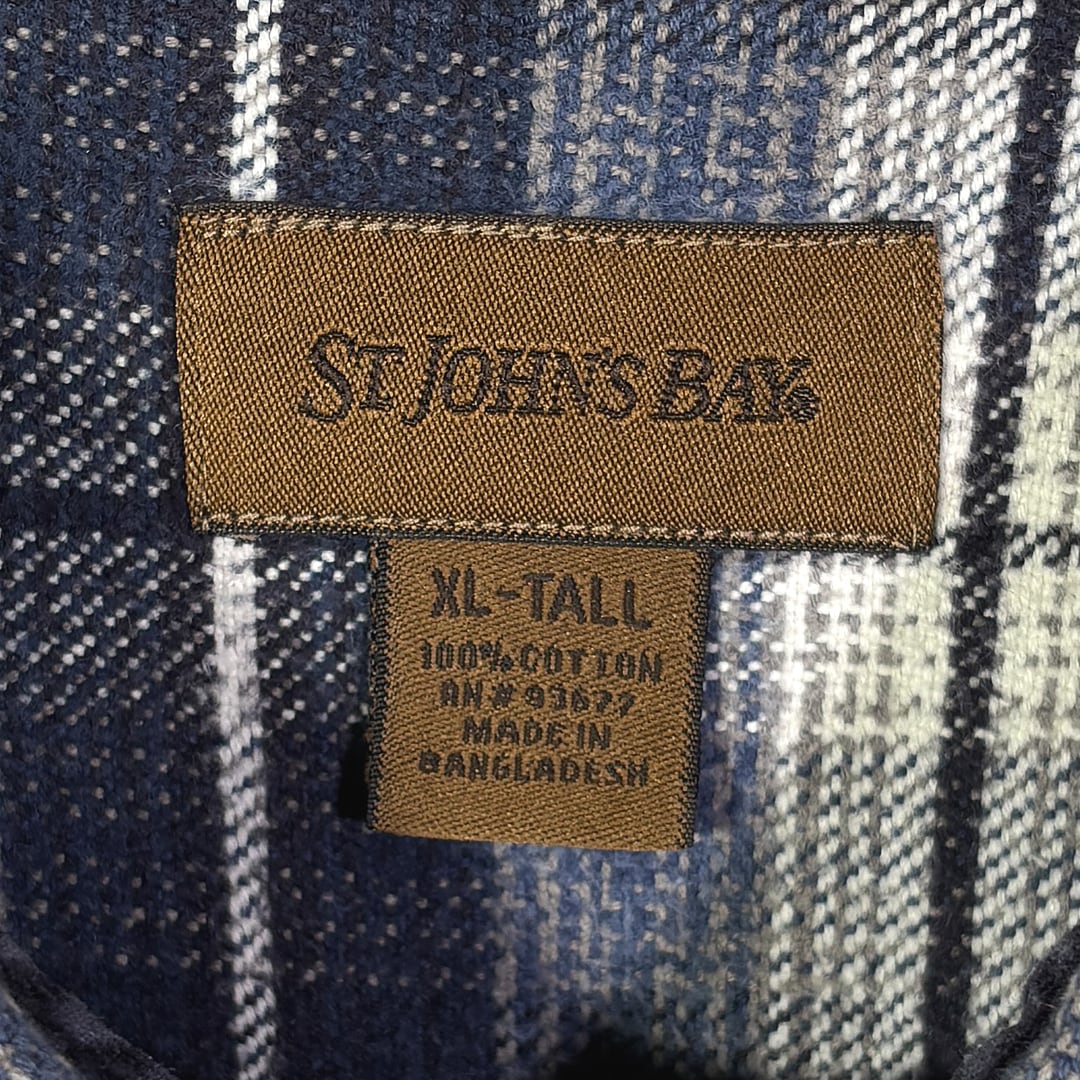 ST JOHN'S BAY®
XL-TALL
100% COTTON
RN# 93677
MADE IN
BANGLADESH